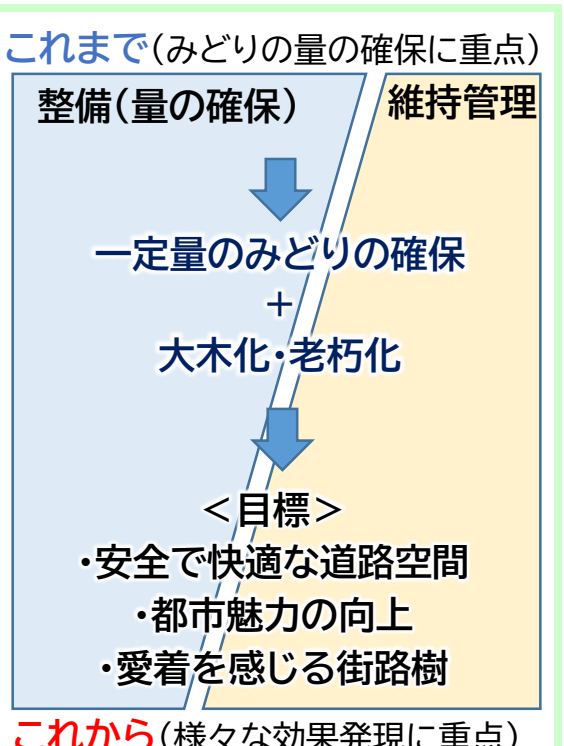 これまで(みどりの量の確保に重点)
整備(量の確保) 維持管理
一定量のみどりの確保
+
大木化・老朽化
<目標>
・安全で快適な道路空間
・都市魅力の向上
・愛着を感じる街路樹
これから(様々な効果発現に重点)